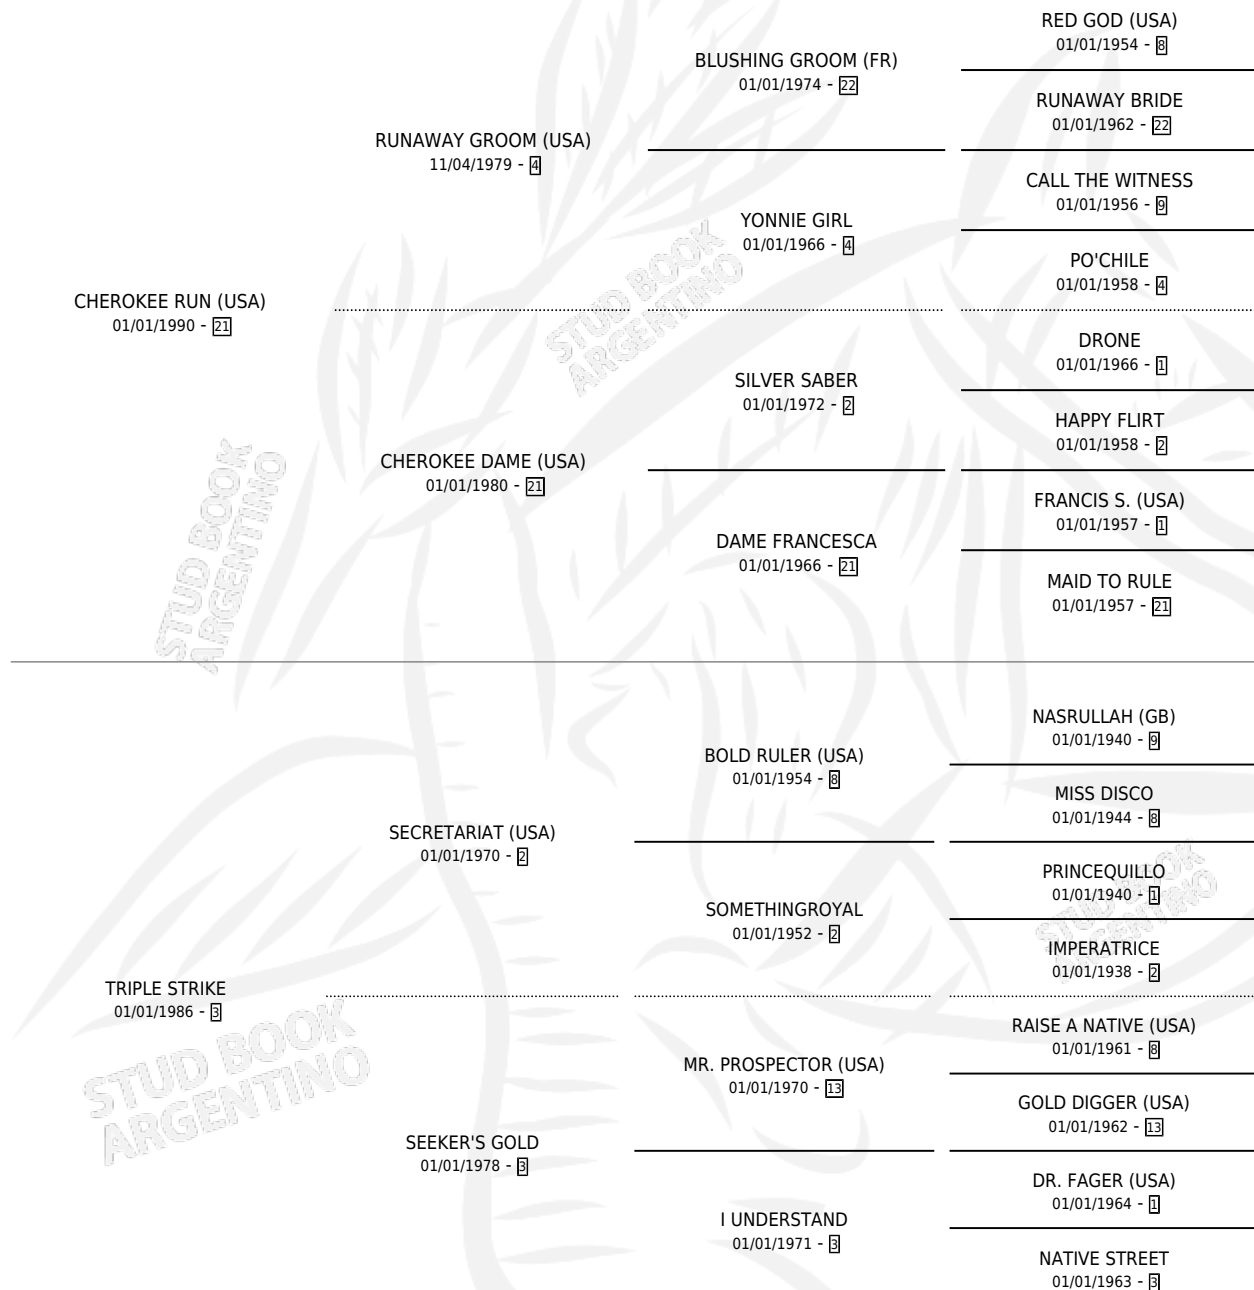 RED GOD (USA)
01/01/1954 - 8
BLUSHING GROOM (FR)
01/01/1974 - 22
RUNAWAY BRIDE
01/01/1962 - 22
RUNAWAY GROOM (USA)
11/04/1979 - 4
CALL THE WITNESS
01/01/1956 - 9
YONNIE GIRL
01/01/1966 - 4
PO'CHILE
01/01/1958 - 4
CHEROKEE RUN (USA)
01/01/1990 - 21
STUD BOOK
ARGENTINO
DRONE
01/01/1966 - 1
SILVER SABER
01/01/1972 - 2
HAPPY FLIRT
01/01/1958 - 2
CHEROKEE DAME (USA)
01/01/1980 - 21
FRANCIS S. (USA)
01/01/1957 - 1
DAME FRANCESCA
01/01/1966 - 21
MAID TO RULE
01/01/1957 - 21
STUD BOOK
ARGENTINO
NASRULLAH (GB)
01/01/1940 - 9
BOLD RULER (USA)
01/01/1954 - 8
MISS DISCO
01/01/1944 - 8
SECRETARIAT (USA)
01/01/1970 - 2
PRINCEQUILLO
01/01/1940 - 1
SOMETHINGROYAL
01/01/1952 - 2
IMPERATRICE
01/01/1938 - 2
STUD BOOK
ARGENTINO
TRIPLE STRIKE
01/01/1986 - 3
RAISE A NATIVE (USA)
01/01/1961 - 8
MR. PROSPECTOR (USA)
01/01/1970 - 13
GOLD DIGGER (USA)
01/01/1962 - 13
STUD BOOK
ARGENTINO
SEEKER'S GOLD
01/01/1978 - 3
DR. FAGER (USA)
01/01/1964 - 1
I UNDERSTAND
01/01/1971 - 3
NATIVE STREET
01/01/1963 - 3